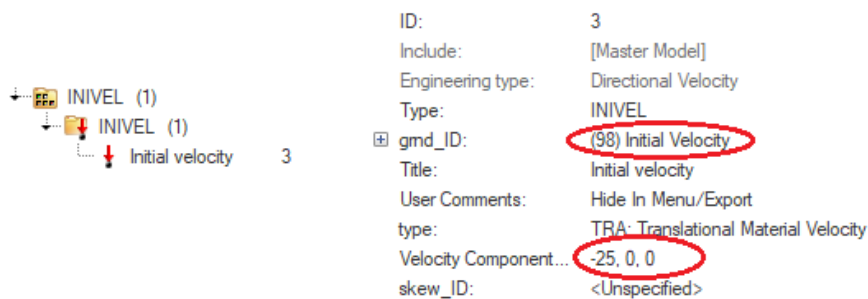 INIVEL (1)
INIVEL (1)
Initial velocity 3
ID: 3
Include: [Master Model]
Engineering type: Directional Velocity
Type: INIVEL
grnd_ID: (98) Initial Velocity
Title: Initial velocity
User Comments: Hide In Menu/Export
type: TRA: Translational Material Velocity
Velocity Component... -25, 0, 0
skew_ID: <Unspecified>